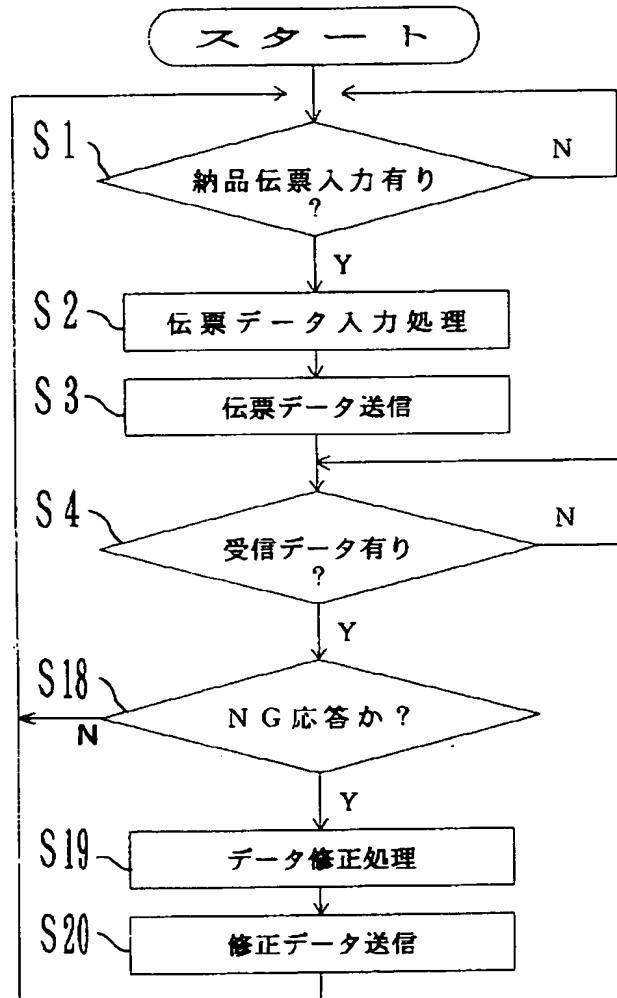 スタート
S1
納品伝票入力有り
?
N
Y
S2
伝票データ入力処理
S3
伝票データ送信
S4
受信データ有り
?
N
Y
S18
NG応答か?
N
Y
S19
データ修正処理
S20
修正データ送信